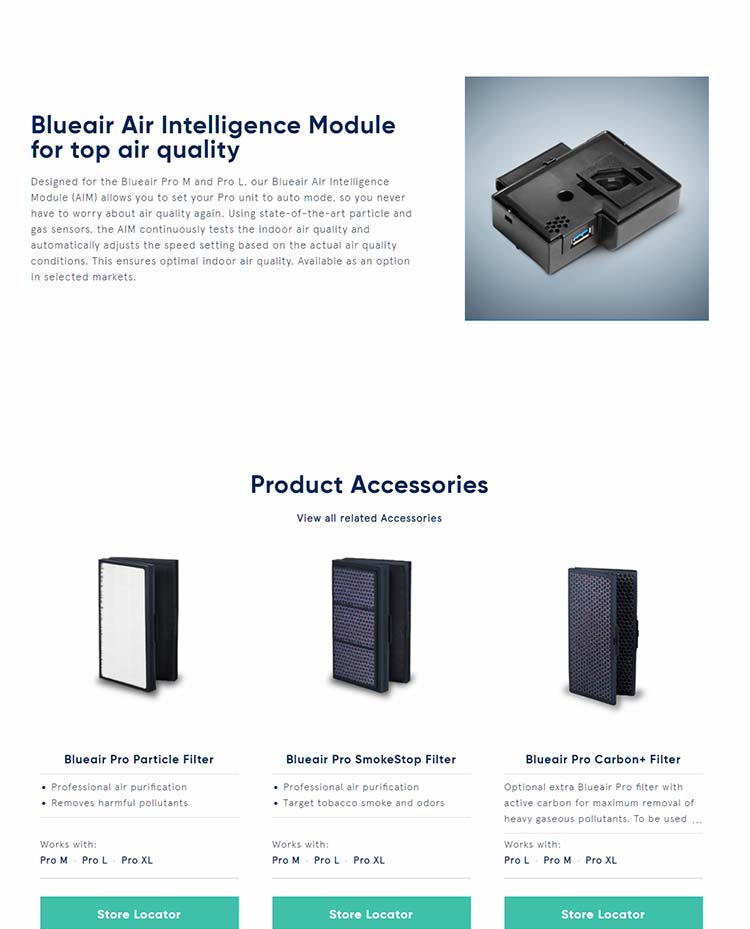 Blueair Air Intelligence Module
for top air quality
Designed for the Blueair Pro M and Pro L, our Blueair Air Intelligence
Module (AIM) allows you to set your Pro unit to auto mode, so you never
have to worry about air quality again. Using state-of-the-art particle and
gas sensors, the AIM continuously tests the indoor air quality and
automatically adjusts the speed setting based on the actual air quality
conditions. This ensures optimal indoor air quality. Available as an option
in selected markets.
Product Accessories
View all related Accessories
Blueair Pro Particle Filter
• Professional air purification
• Removes harmful pollutants
Works with:
Pro M · Pro L · Pro XL
Store Locator
Blueair Pro SmokeStop Filter
• Professional air purification
• Target tobacco smoke and odors
Works with:
Pro M · Pro L · Pro XL
Store Locator
Blueair Pro Carbon+ Filter
Optional extra Blueair Pro filter with
active carbon for maximum removal of
heavy gaseous pollutants. To be used ...
Works with:
Pro L · Pro M · Pro XL
Store Locator